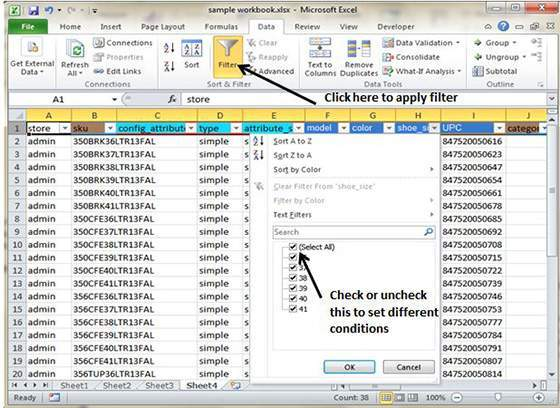 sample workbook.xlsx - Microsoft Excel
File Home Insert Page Layout Formulas Data Review View Developer
Get External Data
Refresh All
Connections
Properties
Edit Links
Connections
Sort
Filter
Clear
Reapply
Advanced
Sort & Filter
Text to Columns
Remove Duplicates
Data Validation
Consolidate
What-If Analysis
Data Tools
Group
Ungroup
Subtotal
Outline
Click here to apply filter
A1 fx store
A B C D E F G H I J
1 store sku config_attribut type attribute_s model color shoe_si UPC categor
2 admin 350BRK36LTR13FAL simple s 847520050616
3 admin 350BRK37LTR13FAL simple s 847520050623
4 admin 350BRK38LTR13FAL simple s 847520050647
5 admin 350BRK39LTR13FAL simple s 847520050654
6 admin 350BRK40LTR13FAL simple s 847520050661
7 admin 350BRK41LTR13FAL simple s 847520050678
8 admin 350CFE36LTR13FAL simple s 847520050685
9 admin 350CFE37LTR13FAL simple s 847520050692
10 admin 350CFE38LTR13FAL simple s 847520050708
11 admin 350CFE39LTR13FAL simple s 847520050715
12 admin 350CFE40LTR13FAL simple s 847520050722
13 admin 350CFE41LTR13FAL simple s 847520050739
14 admin 356CFE36LTR13FAL simple s 847520050746
15 admin 356CFE37LTR13FAL simple s 847520050753
16 admin 356CFE38LTR13FAL simple s 847520050777
17 admin 356CFE39LTR13FAL simple s 847520050784
18 admin 356CFE40LTR13FAL simple s 847520050791
19 admin 356CFE41LTR13FAL simple s 847520050807
20 admin 356TUP36LTR13FAL simple s 847520050814
Sort A to Z
Sort Z to A
Sort by Color
Clear Filter From 'shoe_size'
Filter by Color
Text Filters
Search
(Select All)
37
38
39
40
41
Check or uncheck
this to set different
conditions
OK Cancel
Sheet1 Sheet2 Sheet3 Sheet4
Ready Count: 38 100%